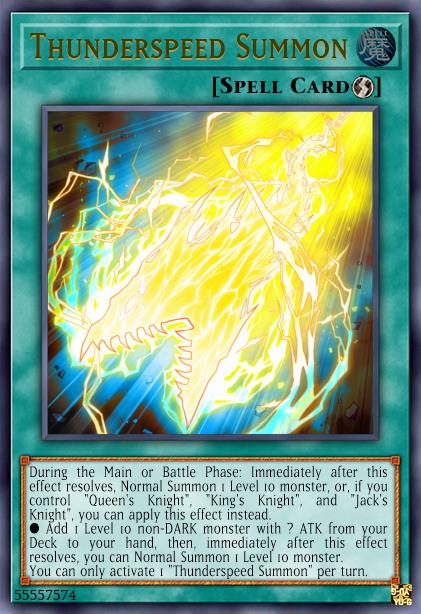 Thunderspeed Summon
魔
[Spell Card]
During the Main or Battle Phase: Immediately after this
effect resolves, Normal Summon 1 Level 10 monster, or, if you
control "Queen's Knight", "King's Knight", and "Jack's
Knight", you can apply this effect instead.
● Add 1 Level 10 non-DARK monster with ? ATK from your
Deck to your hand, then, immediately after this effect
resolves, you can Normal Summon 1 Level 10 monster.
You can only activate 1 "Thunderspeed Summon" per turn.
55557574